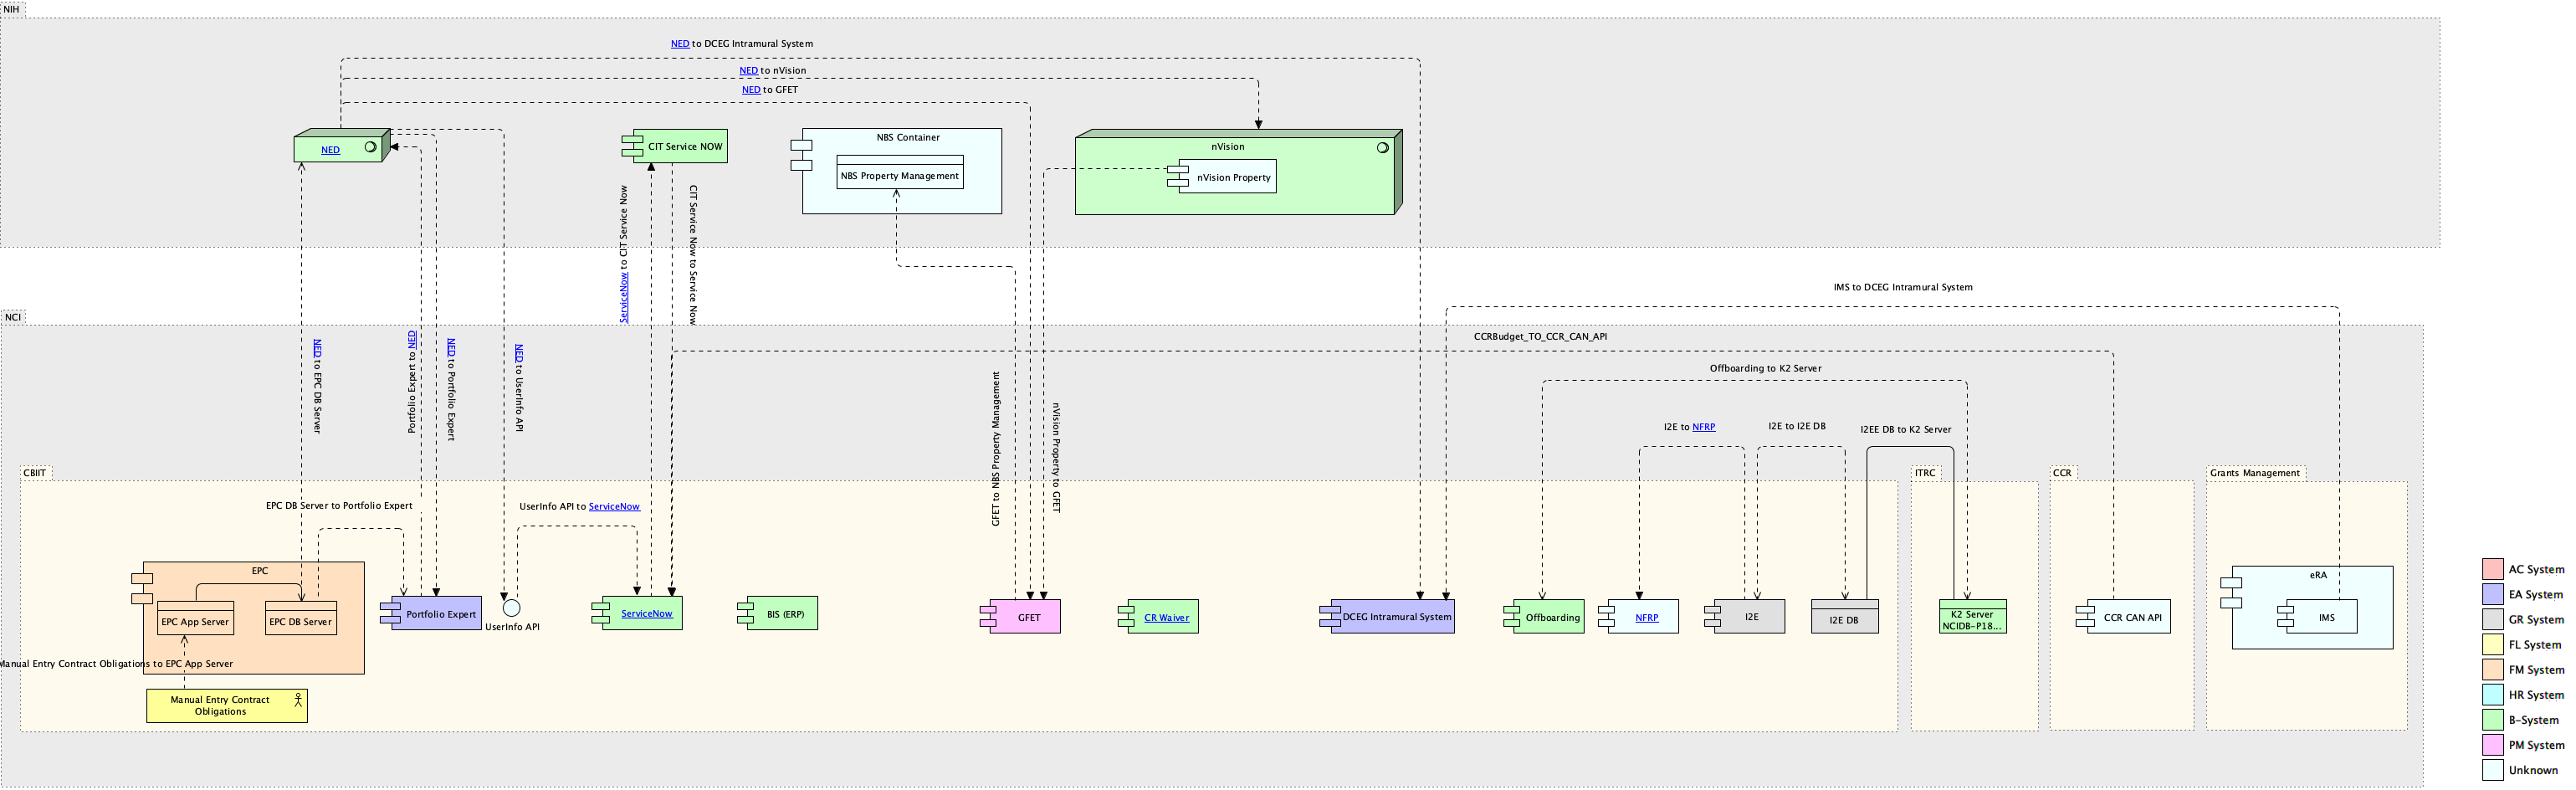 NIH
NED to DCEG Intramural System
NED to nVision
NED to GFET
NED
CIT Service NOW
NBS Container
NBS Property Management
nVision
nVision Property
ServiceNow to CIT Service Now
CIT Service Now to Service Now
IMS to DCEG Intramural System
NCI
CCRBudget_TO_CCR_CAN_API
NED to EPC DB Server
Portfolio Expert to NED
NED to Portfolio Expert
NED to UserInfo API
GFET to NBS Property Management
nVision Property to GFET
Offboarding to K2 Server
I2E to NFRP
I2E to I2E DB
I2EE DB to K2 Server
CBIIT
ITRC
CCR
Grants Management
EPC DB Server to Portfolio Expert
UserInfo API to ServiceNow
EPC
EPC App Server
EPC DB Server
Portfolio Expert
UserInfo API
ServiceNow
BIS (ERP)
GFET
CR Waiver
DCEG Intramural System
Offboarding
NFRP
I2E
I2E DB
K2 Server
NCIDB-P18...
CCR CAN API
eRA
IMS
Manual Entry Contract Obligations to EPC App Server
Manual Entry Contract
Obligations
AC System
EA System
GR System
FL System
FM System
HR System
B-System
PM System
Unknown